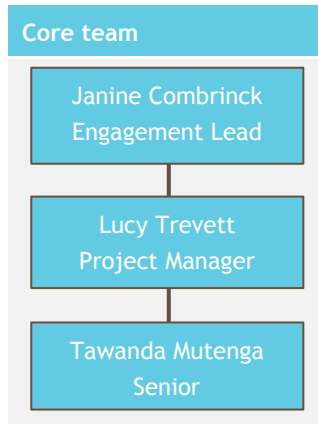 Core team
Janine Combrinck
Engagement Lead
Lucy Trevett
Project Manager
Tawanda Mutenga
Senior